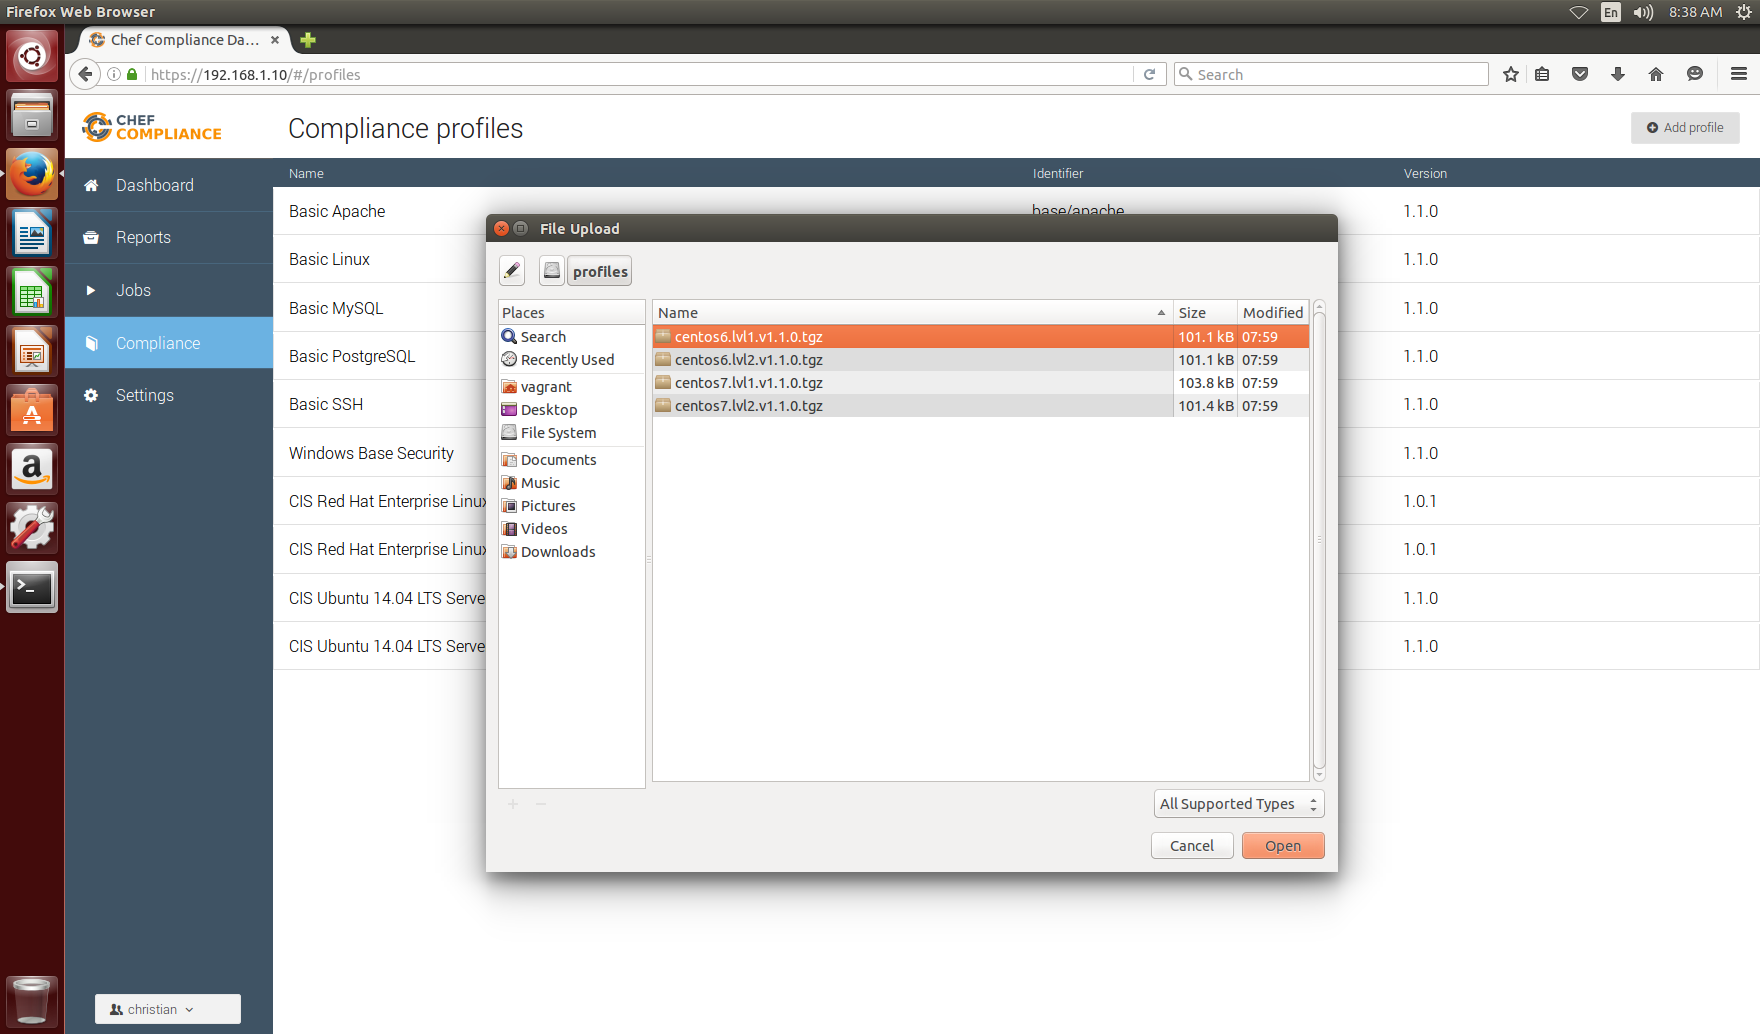 Firefox Web Browser
En
8:38 AM
Chef Compliance Da...
https://192.168.1.10/#/profiles
Search
CHEF
COMPLIANCE
Compliance profiles
Add profile
Dashboard
Reports
Jobs
Compliance
Settings
Name Identifier Version
Basic Apache base/apache 1.1.0
Basic Linux 1.1.0
Basic MySQL 1.1.0
Basic PostgreSQL 1.1.0
Basic SSH 1.1.0
Windows Base Security 1.1.0
CIS Red Hat Enterprise Linux 1.0.1
CIS Red Hat Enterprise Linux 1.0.1
CIS Ubuntu 14.04 LTS Serve 1.1.0
CIS Ubuntu 14.04 LTS Serve 1.1.0
File Upload
profiles
Places
Search
Recently Used
vagrant
Desktop
File System
Documents
Music
Pictures
Videos
Downloads
Name Size Modified
centos6.lvl1.v1.1.0.tgz 101.1 kB 07:59
centos6.lvl2.v1.1.0.tgz 101.1 kB 07:59
centos7.lvl1.v1.1.0.tgz 103.8 kB 07:59
centos7.lvl2.v1.1.0.tgz 101.4 kB 07:59
All Supported Types
Cancel Open
christian